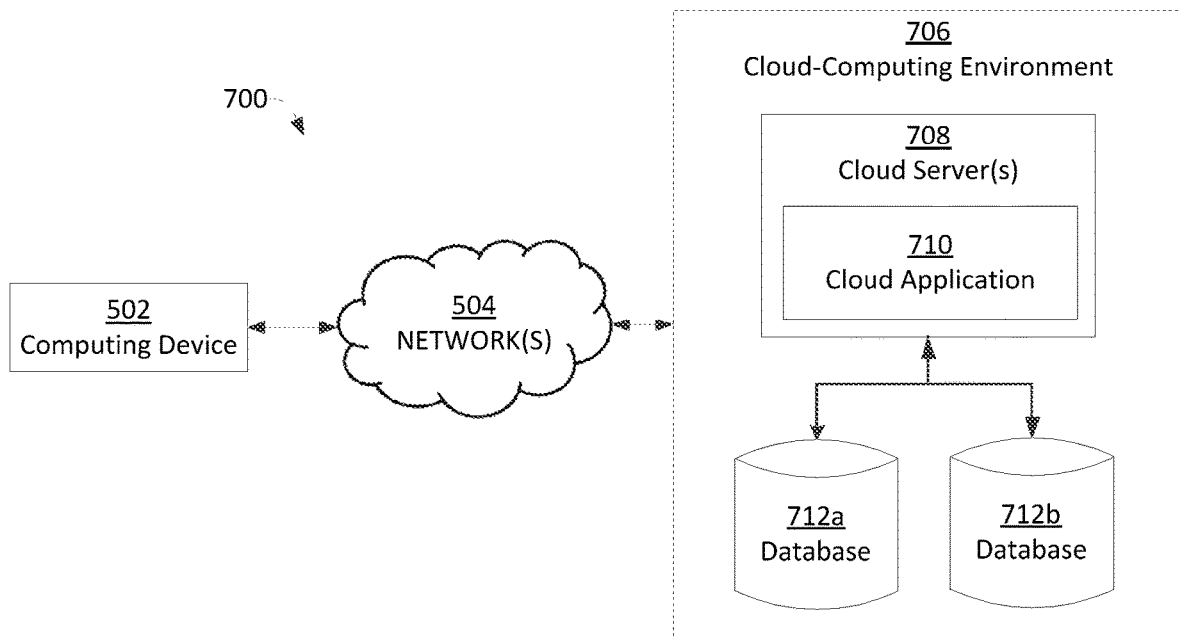 700
502
Computing Device
504
NETWORK(S)
706
Cloud-Computing Environment
708
Cloud Server(s)
710
Cloud Application
712a
Database
712b
Database